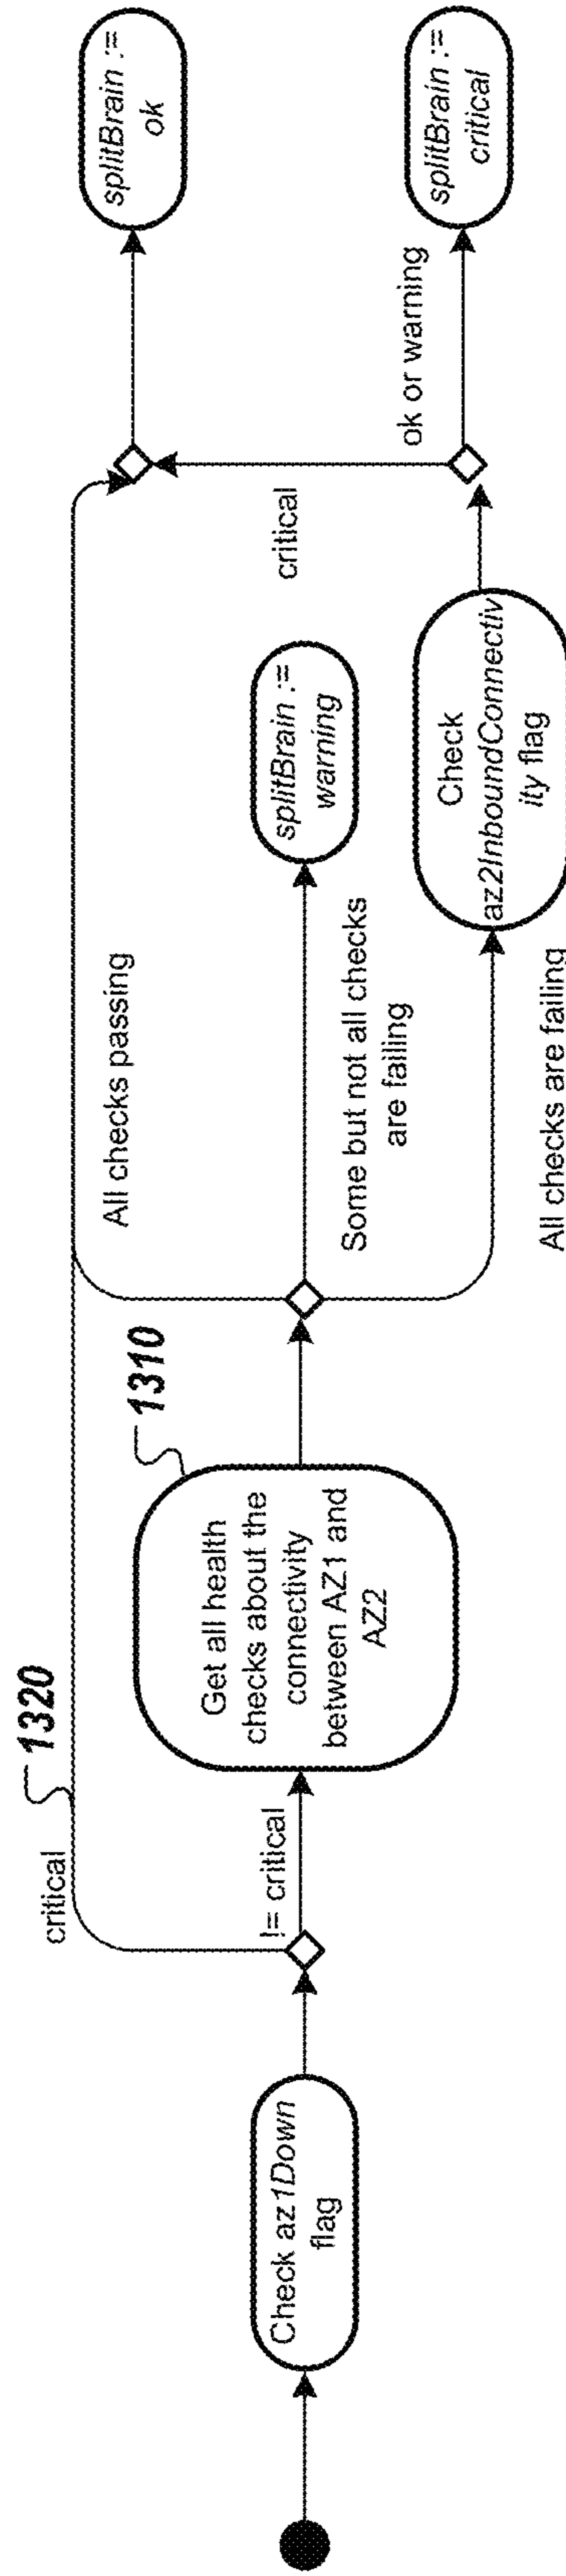 Check az1Down
flag
critical
1320
!= critical
Get all health
checks about the
connectivity
between AZ1 and
AZ2
1310
All checks passing
Some but not all checks
are failing
All checks are failing
splitBrain :=
warning
Check
az2InboundConnectiv
ity flag
critical
ok or warning
splitBrain :=
ok
splitBrain :=
critical